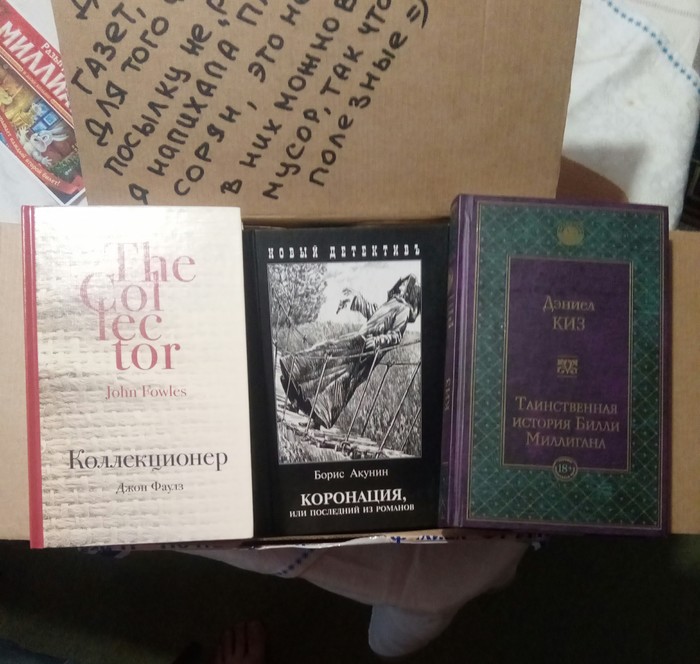 МИЛЛИ
ГАЗЕТ,
ДЛЯ ТОГО
ПОСЫЛКУ НЕ
Я НАПИХАЛА
СОРЯН, ЭТО НЕ
В НИХ МОЖНО
МУСОР, ТАК ЧТО
ПОЛЕЗНЫЕ =)
The
Col
lec
tor
John Fowles
Коллекционер
Джон Фаулз
НОВЫЙ ДЕТЕКТИВЪ
Борис Акунин
КОРОНАЦИЯ,
ИЛИ ПОСЛЕДНИЙ ИЗ РОМАНОВ
КИЗ
Дэниел
КИЗ
Таинственная
история Билли
Миллигана
18+